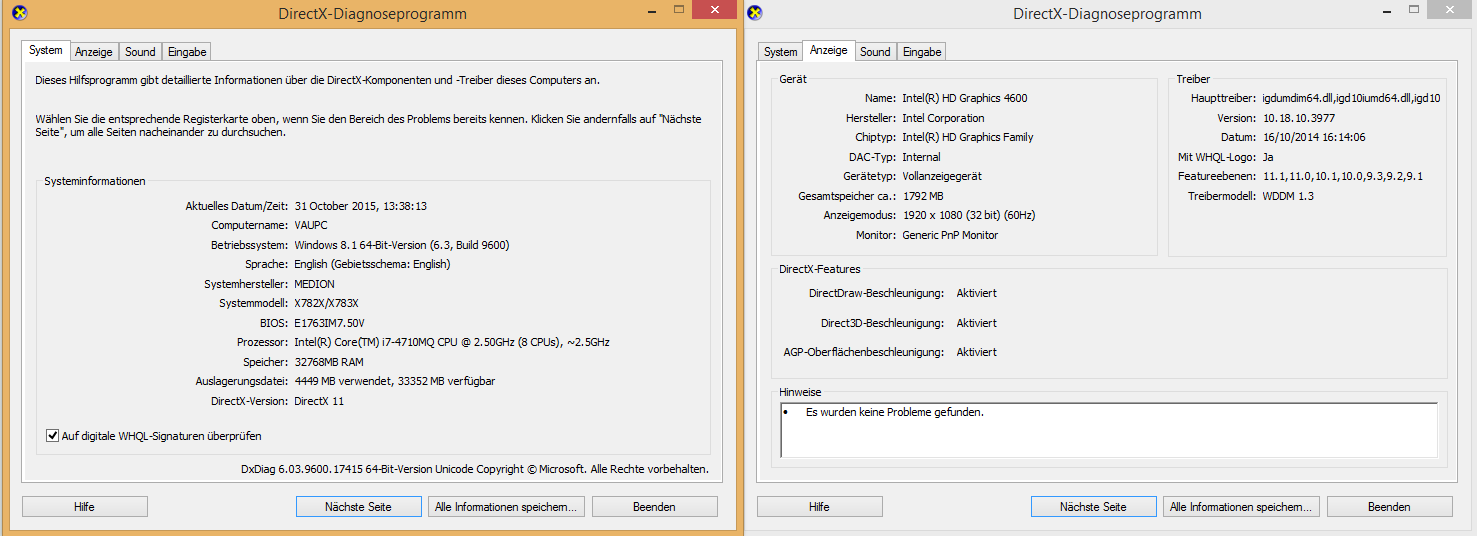 DirectX-Diagnoseprogramm
System Anzeige Sound Eingabe
Dieses Hilfsprogramm gibt detaillierte Informationen über die DirectX-Komponenten und -Treiber dieses Computers an.
Wählen Sie die entsprechende Registerkarte oben, wenn Sie den Bereich des Problems bereits kennen. Klicken Sie andernfalls auf "Nächste
Seite", um alle Seiten nacheinander zu durchsuchen.
Systeminformationen
Aktuelles Datum/Zeit: 31 October 2015, 13:38:13
Computername: VAUPC
Betriebssystem: Windows 8.1 64-Bit-Version (6.3, Build 9600)
Sprache: English (Gebietsschema: English)
Systemhersteller: MEDION
Systemmodell: X782X/X783X
BIOS: E1763IM7.50V
Prozessor: Intel(R) Core(TM) i7-4710MQ CPU @ 2.50GHz (8 CPUs), ~2.5GHz
Speicher: 32768MB RAM
Auslagerungsdatei: 4449 MB verwendet, 33352 MB verfügbar
DirectX-Version: DirectX 11
Auf digitale WHQL-Signaturen überprüfen
DxDiag 6.03.9600.17415 64-Bit-Version Unicode Copyright © Microsoft. Alle Rechte vorbehalten.
Hilfe Nächste Seite Alle Informationen speichern... Beenden
DirectX-Diagnoseprogramm
System Anzeige Sound Eingabe
Gerät
Name: Intel(R) HD Graphics 4600
Hersteller: Intel Corporation
Chiptyp: Intel(R) HD Graphics Family
DAC-Typ: Internal
Gerätetyp: Vollanzeigegerät
Gesamtspeicher ca.: 1792 MB
Anzeigemodus: 1920 x 1080 (32 bit) (60Hz)
Monitor: Generic PnP Monitor
Treiber
Haupttreiber: igdumdim64.dll,igd10iumd64.dll,igd10
Version: 10.18.10.3977
Datum: 16/10/2014 16:14:06
Mit WHQL-Logo: Ja
Featureebenen: 11.1,11.0,10.1,10.0,9.3,9.2,9.1
Treibermodell: WDDM 1.3
DirectX-Features
DirectDraw-Beschleunigung: Aktiviert
Direct3D-Beschleunigung: Aktiviert
AGP-Oberflächenbeschleunigung: Aktiviert
Hinweise
• Es wurden keine Probleme gefunden.
Hilfe Nächste Seite Alle Informationen speichern... Beenden